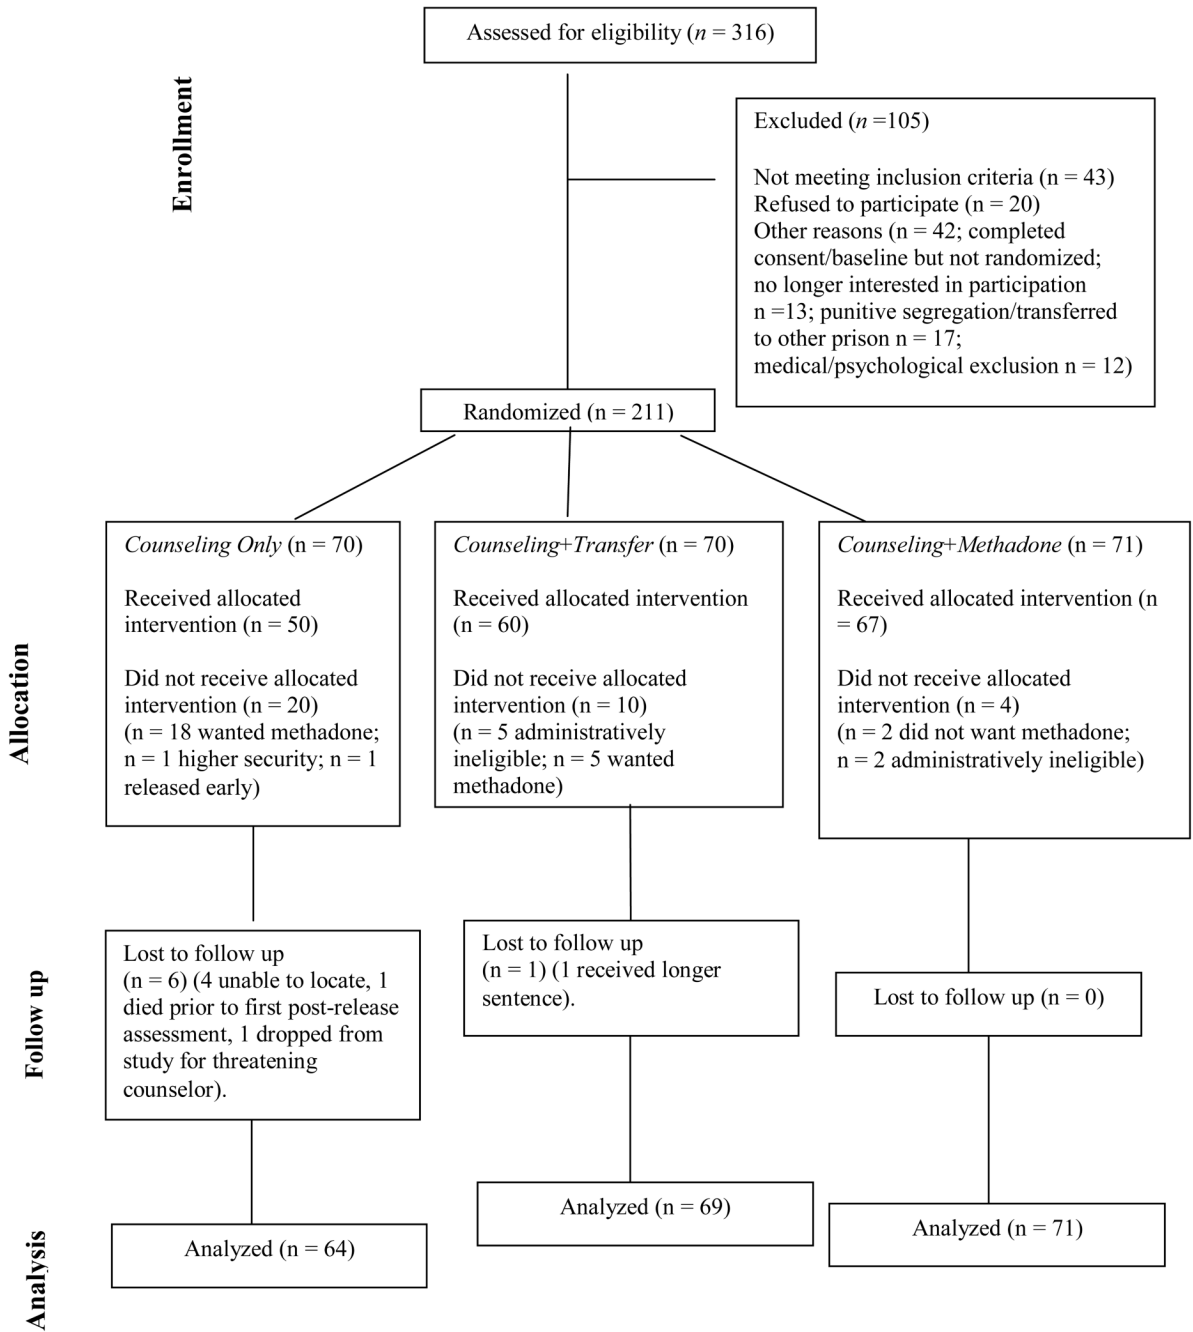 Assessed for eligibility (n = 316)
Enrollment
Excluded (n =105)
Not meeting inclusion criteria (n = 43)
Refused to participate (n = 20)
Other reasons (n = 42; completed
consent/baseline but not randomized;
no longer interested in participation
n =13; punitive segregation/transferred
to other prison n = 17;
medical/psychological exclusion n = 12)
Randomized (n = 211)
Allocation
Counseling Only (n = 70)
Received allocated
intervention (n = 50)
Did not receive allocated
intervention (n = 20)
(n = 18 wanted methadone;
n = 1 higher security; n = 1
released early)
Counseling+Transfer (n = 70)
Received allocated intervention
(n = 60)
Did not receive allocated
intervention (n = 10)
(n = 5 administratively
ineligible; n = 5 wanted
methadone)
Counseling+Methadone (n = 71)
Received allocated intervention (n
= 67)
Did not receive allocated
intervention (n = 4)
(n = 2 did not want methadone;
n = 2 administratively ineligible)
Follow up
Lost to follow up
(n = 6) (4 unable to locate, 1
died prior to first post-release
assessment, 1 dropped from
study for threatening
counselor).
Lost to follow up
(n = 1) (1 received longer
sentence).
Lost to follow up (n = 0)
Analysis
Analyzed (n = 64)
Analyzed (n = 69)
Analyzed (n = 71)